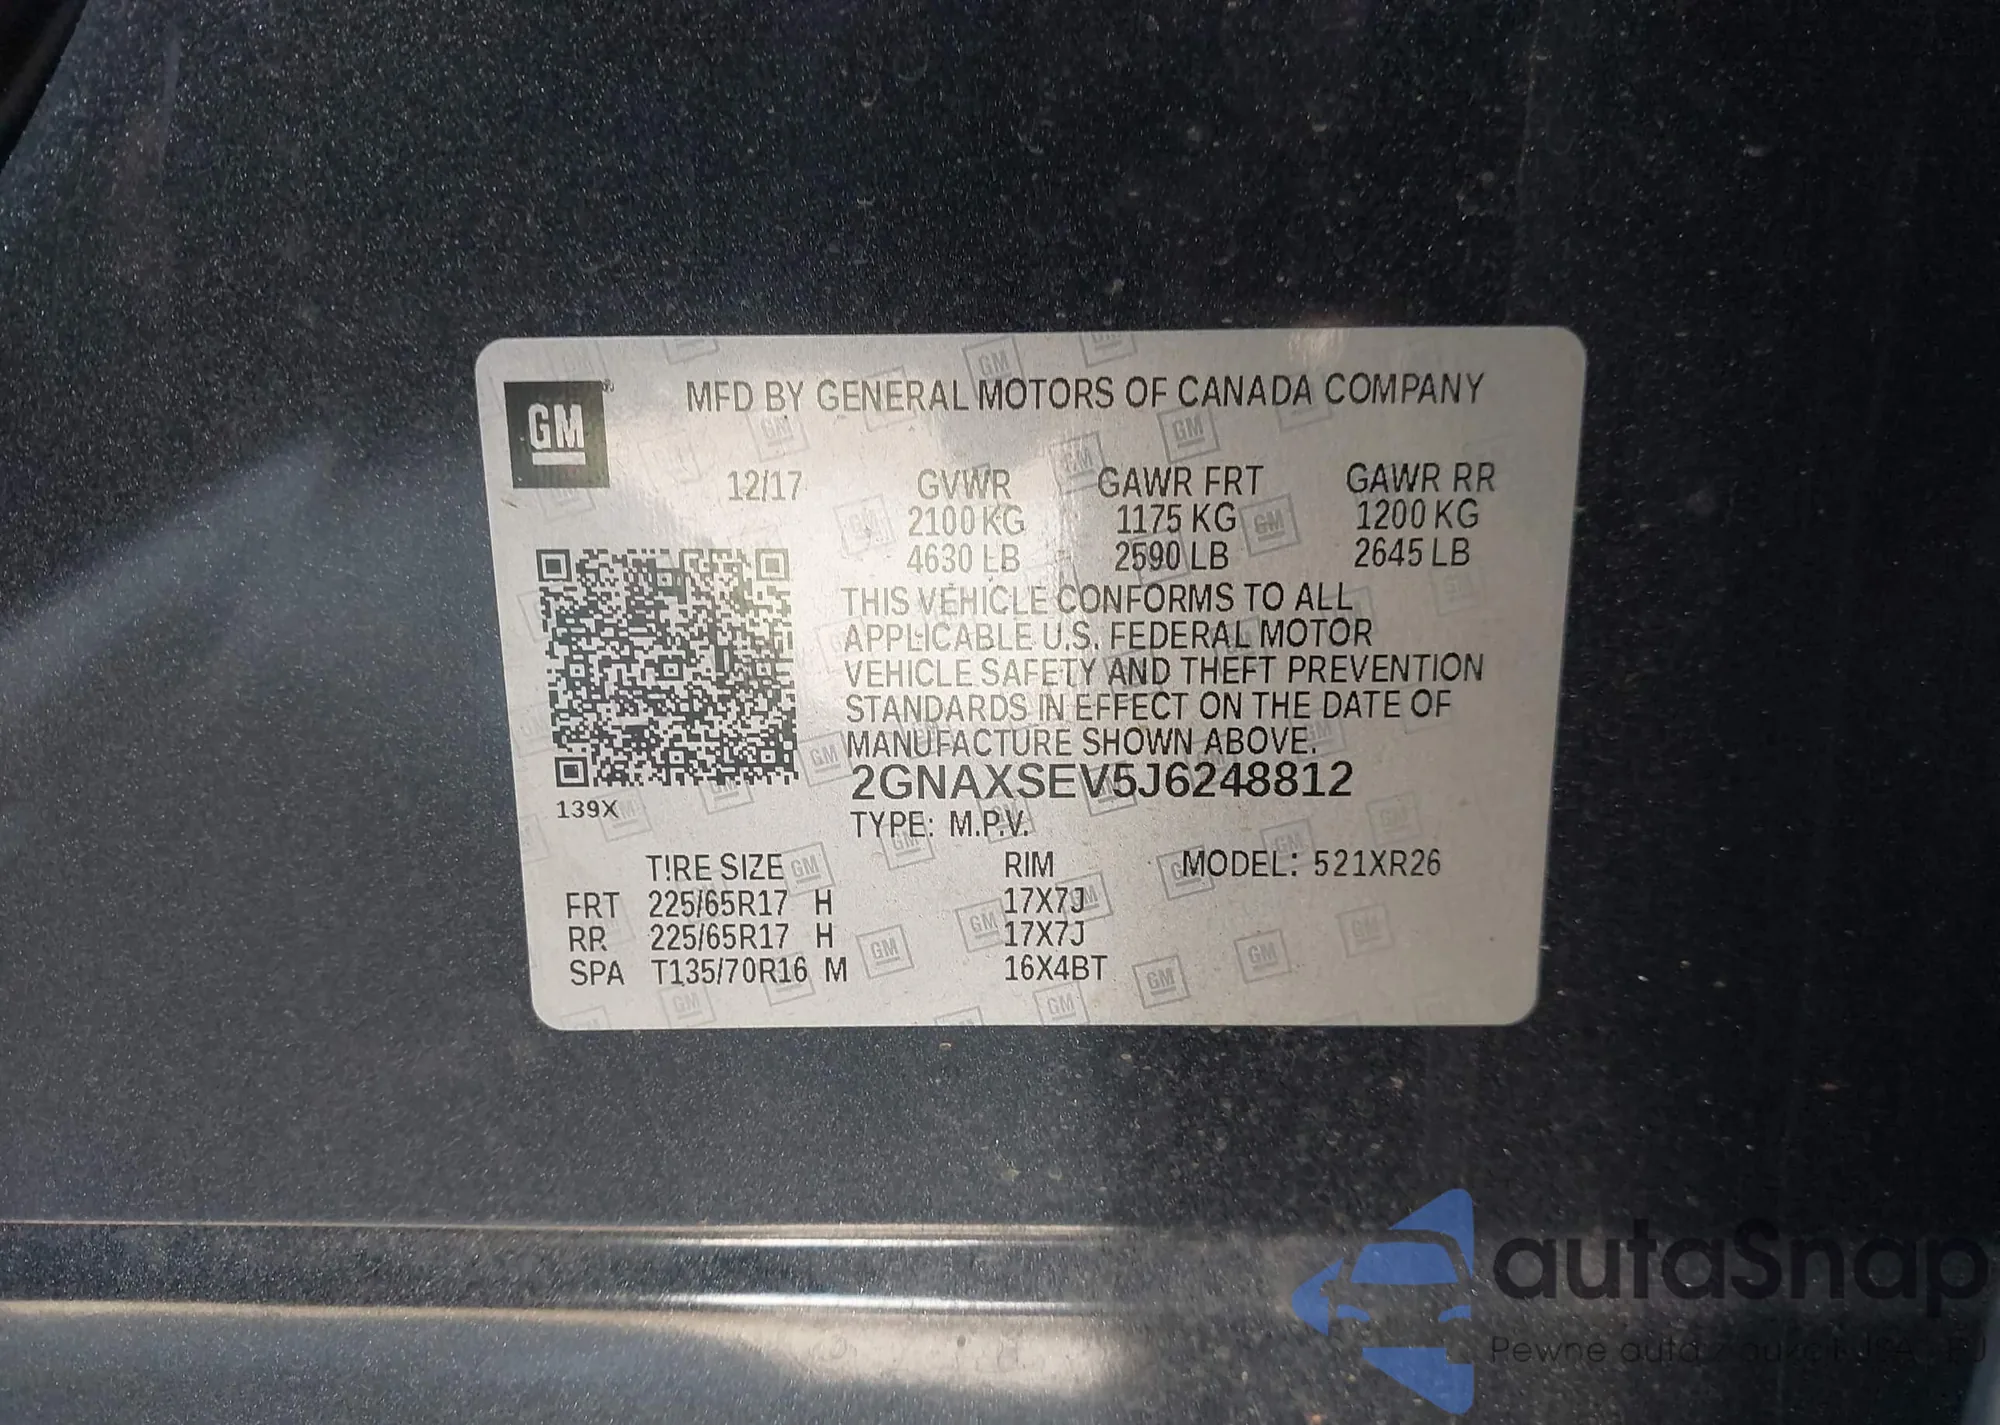 GM
MFD BY GENERAL MOTORS OF CANADA COMPANY
12/17 GVWR GAWR FRT GAWR RR
2100 KG 1175 KG 1200 KG
4630 LB 2590 LB 2645 LB
THIS VEHICLE CONFORMS TO ALL
APPLICABLE U.S. FEDERAL MOTOR
VEHICLE SAFETY AND THEFT PREVENTION
STANDARDS IN EFFECT ON THE DATE OF
MANUFACTURE SHOWN ABOVE.
2GNAXSEV5J6248812
139X
TYPE: M.P.V.
TIRE SIZE RIM MODEL: 521XR26
FRT 225/65R17 H 17X7J
RR 225/65R17 H 17X7J
SPA T135/70R16 M 16X4BT
autaSnap
Pewne auta z